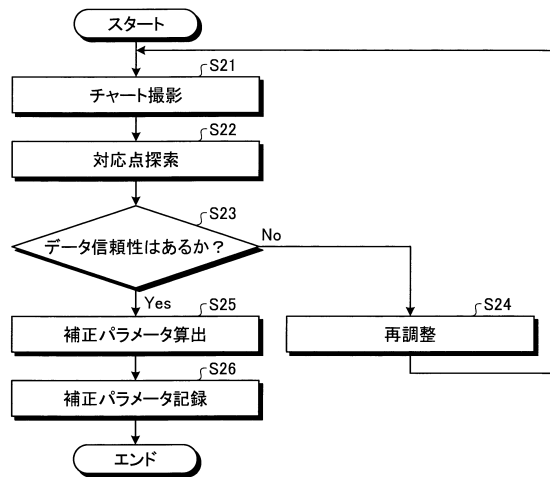 スタート
S21
チャート撮影
S22
対応点探索
S23
データ信頼性はあるか？
No
Yes
S25
補正パラメータ算出
S24
再調整
S26
補正パラメータ記録
エンド